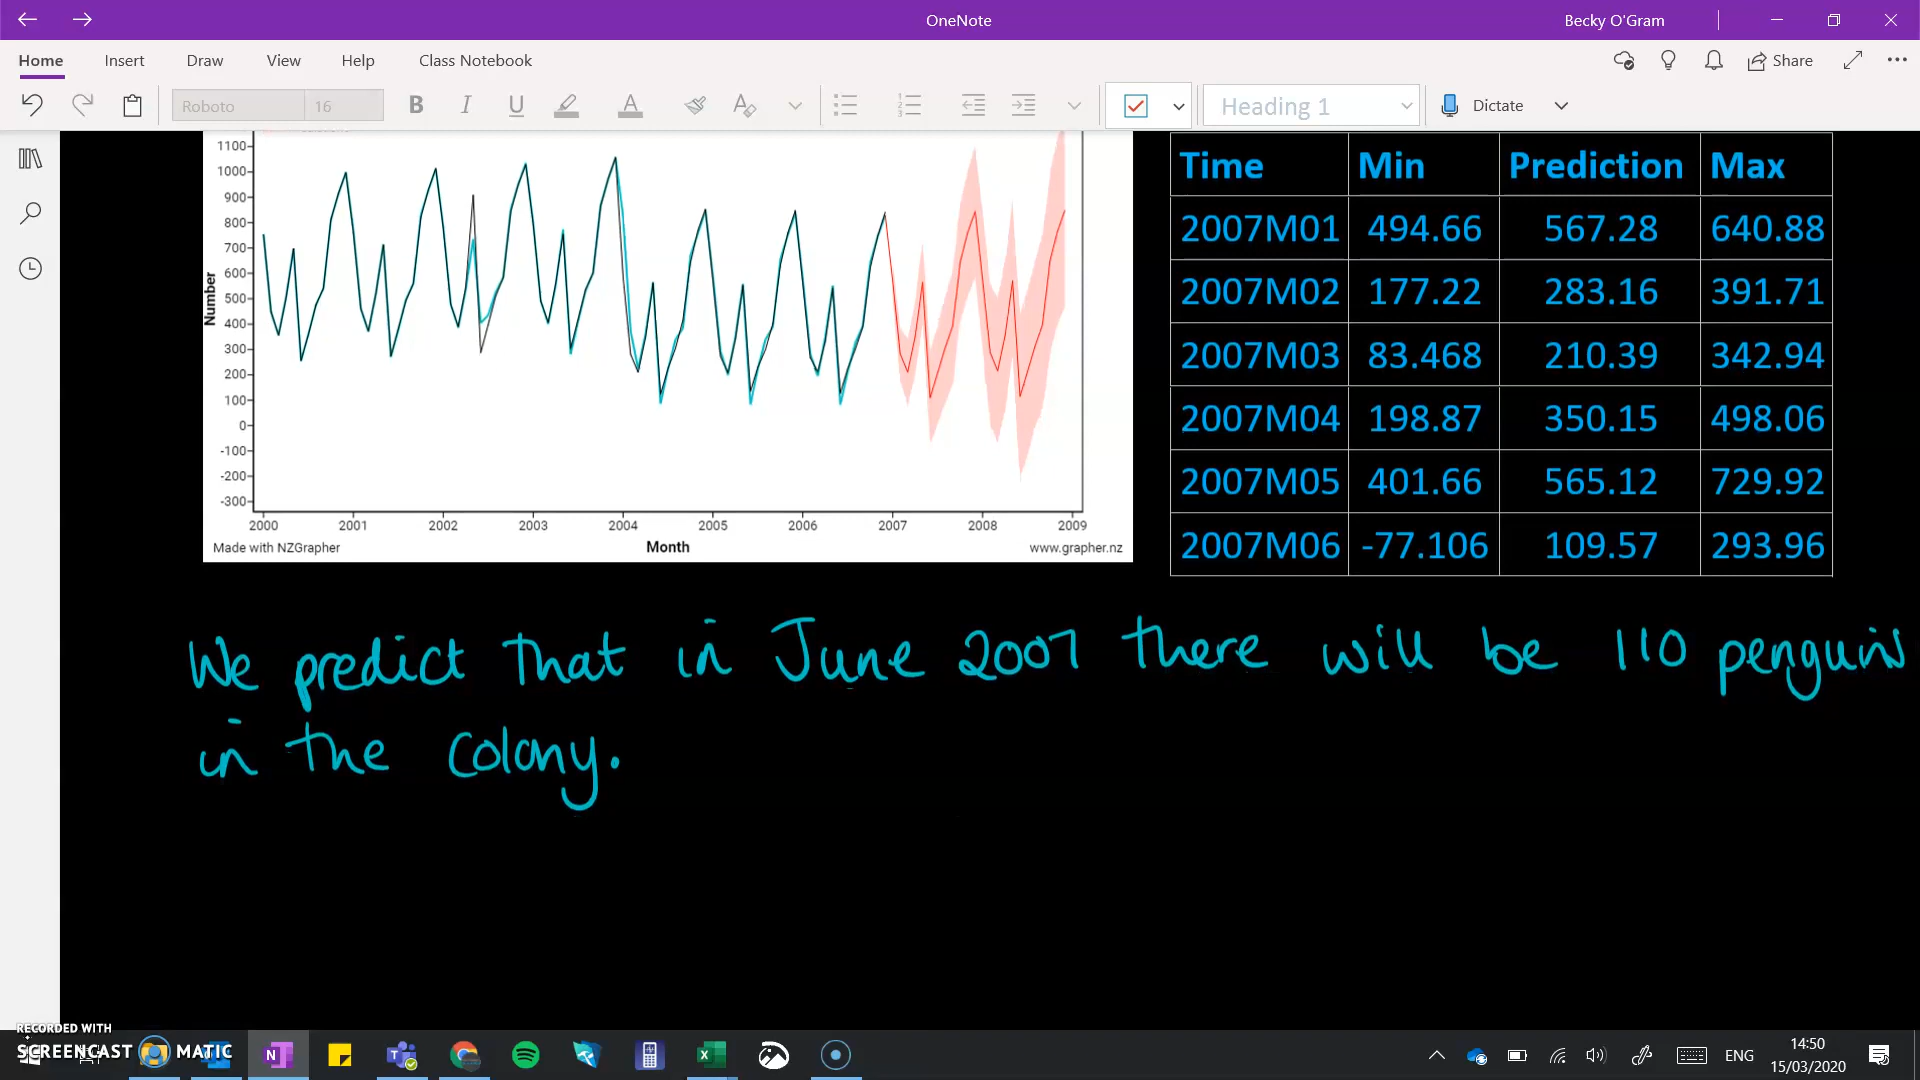 OneNote
Becky O'Gram
Home Insert Draw View Help Class Notebook
Share
Roboto 16
B I U A
Heading 1
Dictate
1100
1000
900
800
700
600
500
400
300
200
100
0
-100
-200
-300
Number
2000 2001 2002 2003 2004 2005 2006 2007 2008 2009
Made with NZGrapher Month www.grapher.nz
Time Min Prediction Max
2007M01 494.66 567.28 640.88
2007M02 177.22 283.16 391.71
2007M03 83.468 210.39 342.94
2007M04 198.87 350.15 498.06
2007M05 401.66 565.12 729.92
2007M06 -77.106 109.57 293.96
We predict that in June 2007 there will be 110 penguins
in the colony.
RECORDED WITH
SCREENCAST MATIC
ENG
14:50
15/03/2020